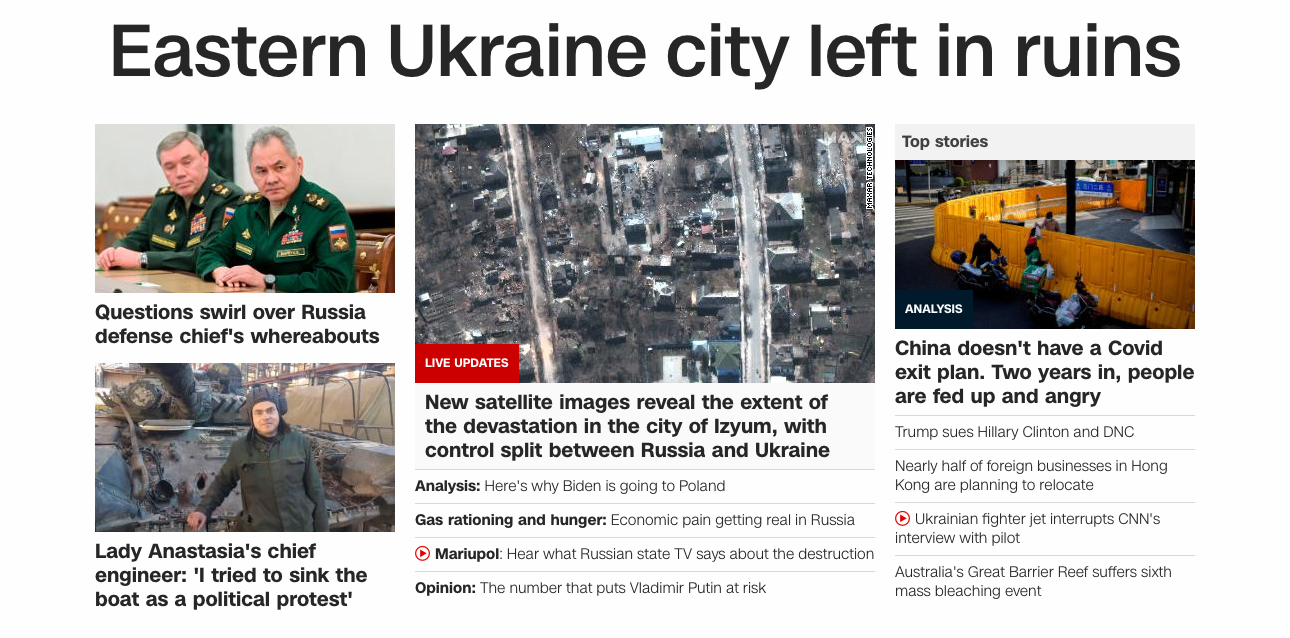 Eastern Ukraine city left in ruins
Questions swirl over Russia
defense chief's whereabouts
Lady Anastasia's chief
engineer: 'I tried to sink the
boat as a political protest'
MAXAR TECHNOLOGIES
LIVE UPDATES
New satellite images reveal the extent of
the devastation in the city of Izyum, with
control split between Russia and Ukraine
Analysis: Here's why Biden is going to Poland
Gas rationing and hunger: Economic pain getting real in Russia
Mariupol: Hear what Russian state TV says about the destruction
Opinion: The number that puts Vladimir Putin at risk
Top stories
ANALYSIS
China doesn't have a Covid
exit plan. Two years in, people
are fed up and angry
Trump sues Hillary Clinton and DNC
Nearly half of foreign businesses in Hong
Kong are planning to relocate
Ukrainian fighter jet interrupts CNN's
interview with pilot
Australia's Great Barrier Reef suffers sixth
mass bleaching event